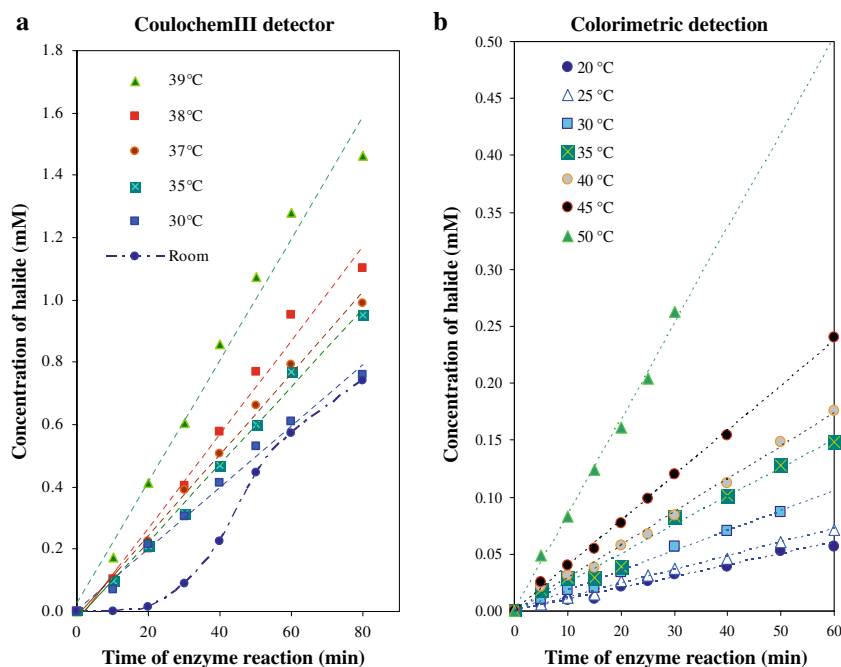 a
CoulochemIII detector
1.8
1.6
1.4
1.2
1.0
0.8
0.6
0.4
0.2
0.0
Concentration of halide (mM)
39°C
38°C
37°C
35°C
30°C
Room
0
20
40
60
80
Time of enzyme reaction (min)
b
Colorimetric detection
0.50
0.45
0.40
0.35
0.30
0.25
0.20
0.15
0.10
0.05
0.00
Concentration of halide (mM)
20 °C
25 °C
30 °C
35 °C
40 °C
45 °C
50 °C
0
10
20
30
40
50
60
Time of enzyme reaction (min)